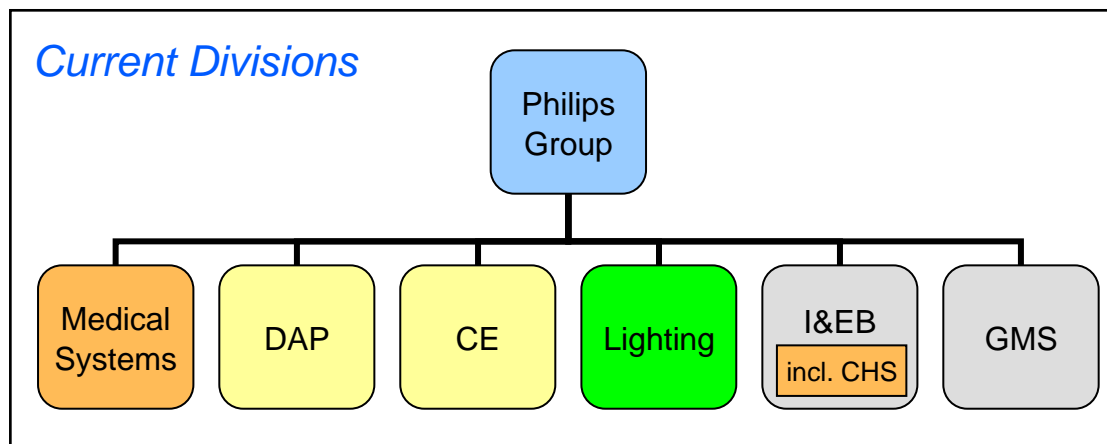 Current Divisions
Philips
Group
Medical
Systems
DAP
CE
Lighting
I&EB
incl. CHS
GMS